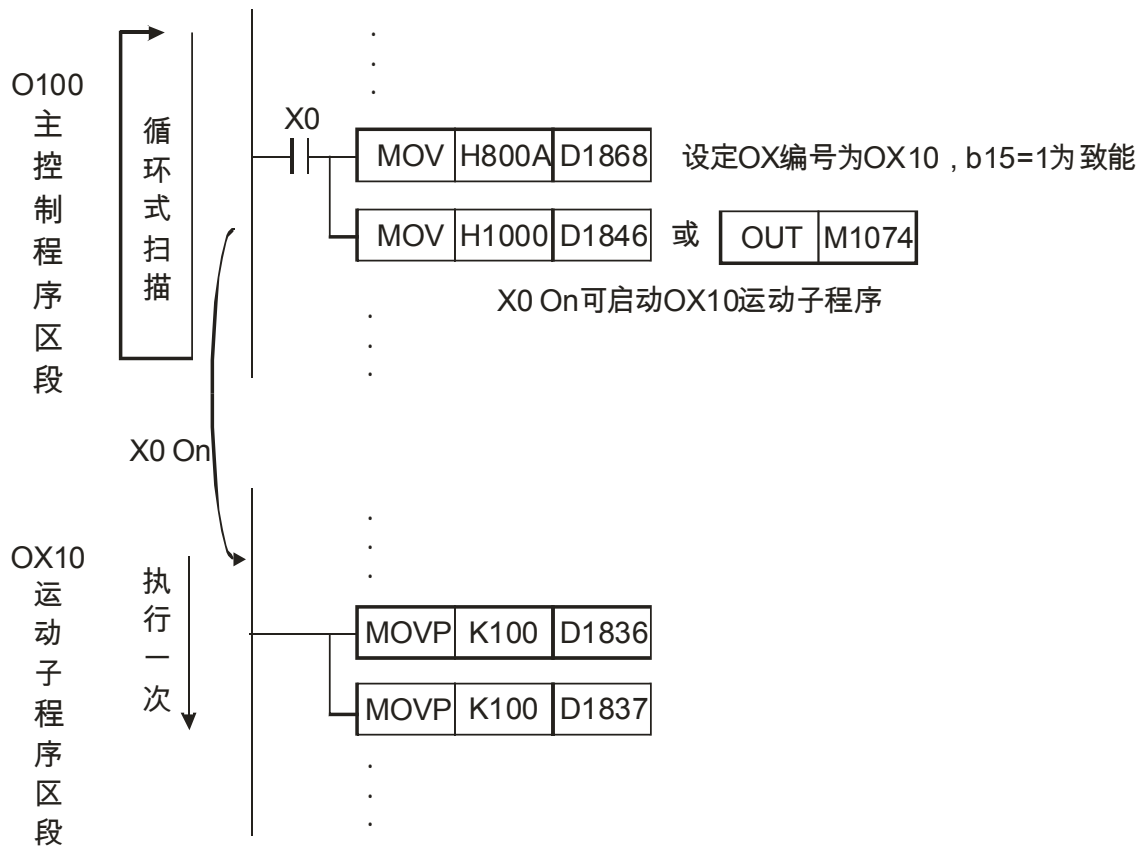 O100
主控制程序区段
循环式扫描
X0
MOV H800A D1868 设定OX编号为OX10 , b15=1为致能
MOV H1000 D1846 或 OUT M1074
X0 On可启动OX10运动子程序
X0 On
OX10
运动子程序区段
执行一次
MOVP K100 D1836
MOVP K100 D1837